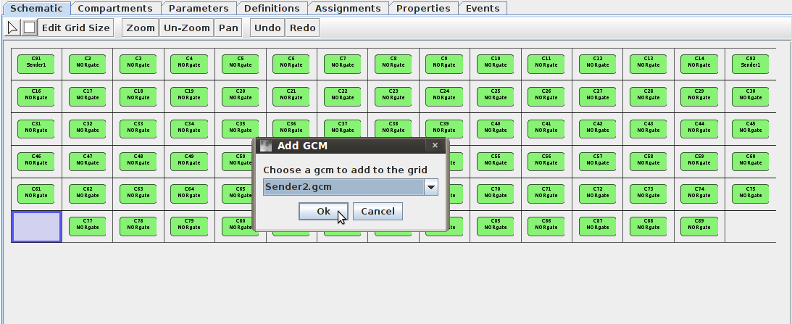 Schematic Compartments Parameters Definitions Assignments Properties Events
Edit Grid Size Zoom Un-Zoom Pan Undo Redo
C91 C2 C3 C4 C5 C6 C7 C8 C9 C10 C11 C12 C13 C14
Sender1 NORgate NORgate NORgate NORgate NORgate NORgate NORgate NORgate NORgate NORgate NORgate NORgate NORgate NORgate
C16 C17 C18 C19 C20 C21 C22 C23 C24 C25 C26 C27 C28 C29 C30
NORgate NORgate NORgate NORgate NORgate NORgate NORgate NORgate NORgate NORgate NORgate NORgate NORgate NORgate NORgate
C31 C32 C33 C34 C35 C36 C37 C38 C39 C40 C41 C42 C43 C44 C45
NORgate NORgate NORgate NORgate NORgate NORgate NORgate NORgate NORgate NORgate NORgate NORgate NORgate NORgate NORgate
Add GCM
C46 C47 C48 C49 C50 C55 C56 C57 C58 C59 C60
NORgate NORgate NORgate NORgate NORgate NORgate NORgate NORgate NORgate NORgate
Choose a gcm to add to the grid
Sender2.gcm
C61 C62 C63 C64 C65 C70 C71 C72 C73 C74 C75
NORgate NORgate NORgate NORgate NORgate NORgate NORgate NORgate NORgate NORgate
Ok Cancel
C77 C78 C79 C80 C85 C86 C87 C88 C89
NORgate NORgate NORgate NORgate NORgate NORgate NORgate NORgate